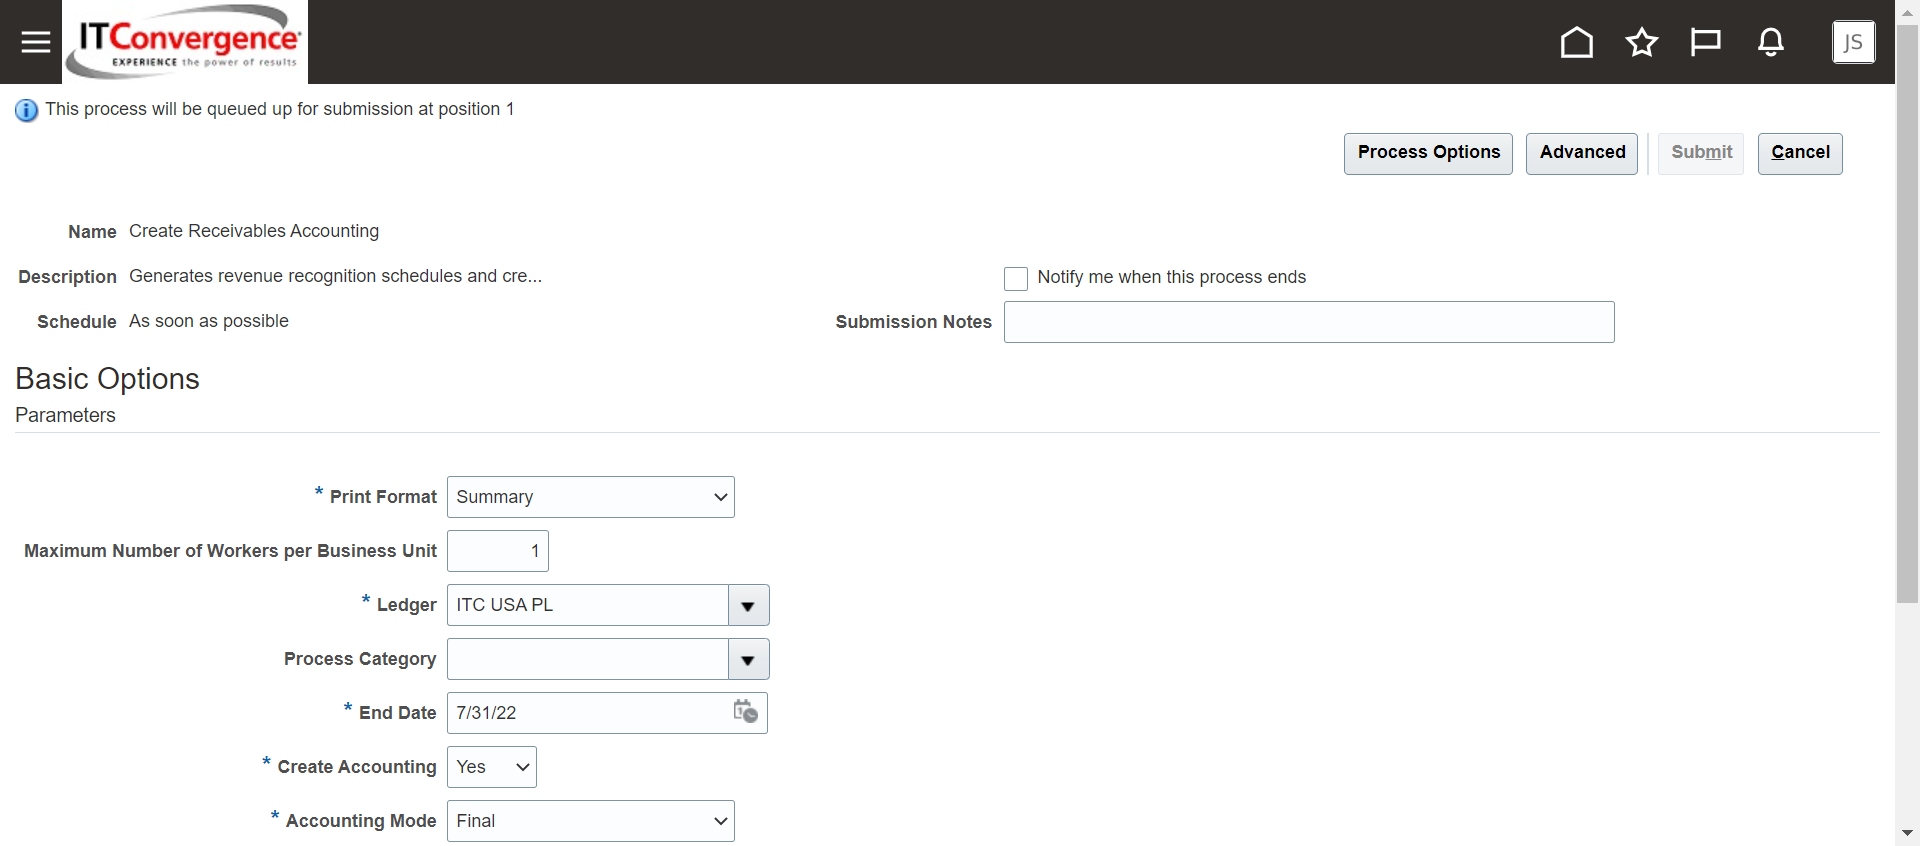 ITConvergence
EXPERIENCE the power of results
JS
This process will be queued up for submission at position 1
Process Options Advanced Submit Cancel
Name Create Receivables Accounting
Description Generates revenue recognition schedules and cre...
Notify me when this process ends
Schedule As soon as possible
Submission Notes
Basic Options
Parameters
* Print Format Summary
Maximum Number of Workers per Business Unit 1
* Ledger ITC USA PL
Process Category
* End Date 7/31/22
* Create Accounting Yes
* Accounting Mode Final